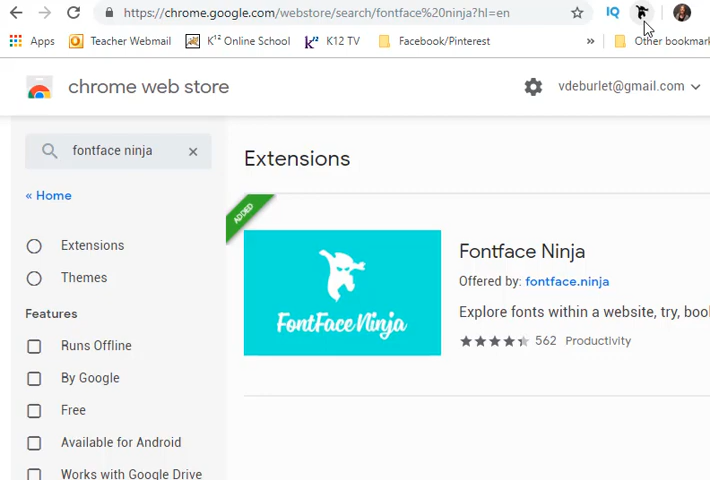 https://chrome.google.com/webstore/search/fontface%20ninja?hl=en
IQ
Apps
Teacher Webmail
K12 Online School
K12 TV
Facebook/Pinterest
»
Other bookmark
chrome web store
vdeburlet@gmail.com
fontface ninja
« Home
Extensions
Themes
Features
Runs Offline
By Google
Free
Available for Android
Works with Google Drive
Extensions
ADDED
FontFace Ninja
Fontface Ninja
Offered by: fontface.ninja
Explore fonts within a website, try, boo
562 Productivity